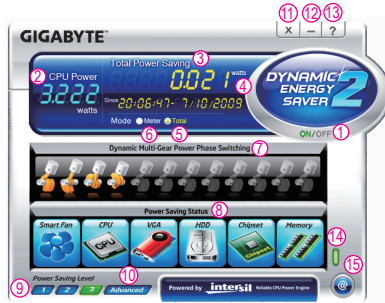 11 12 13
× – ?
GIGABYTE™
Total Power Saving 3
2 CPU Power
0.021 watts
4
3.222
watts
Since 20:06:47- 7/10/2009
Mode Meter Total
6 5
DYNAMIC
ENERGY
SAVER 2
ON/OFF 1
Dynamic Multi-Gear Power Phase Switching 7
Power Saving Status 8
Smart Fan CPU VGA HDD Chipset Memory
Chipset
14
10 15
Power Saving Level
9 1 2 3 Advanced
Powered by intersil Reliable CPU Power Engine
@